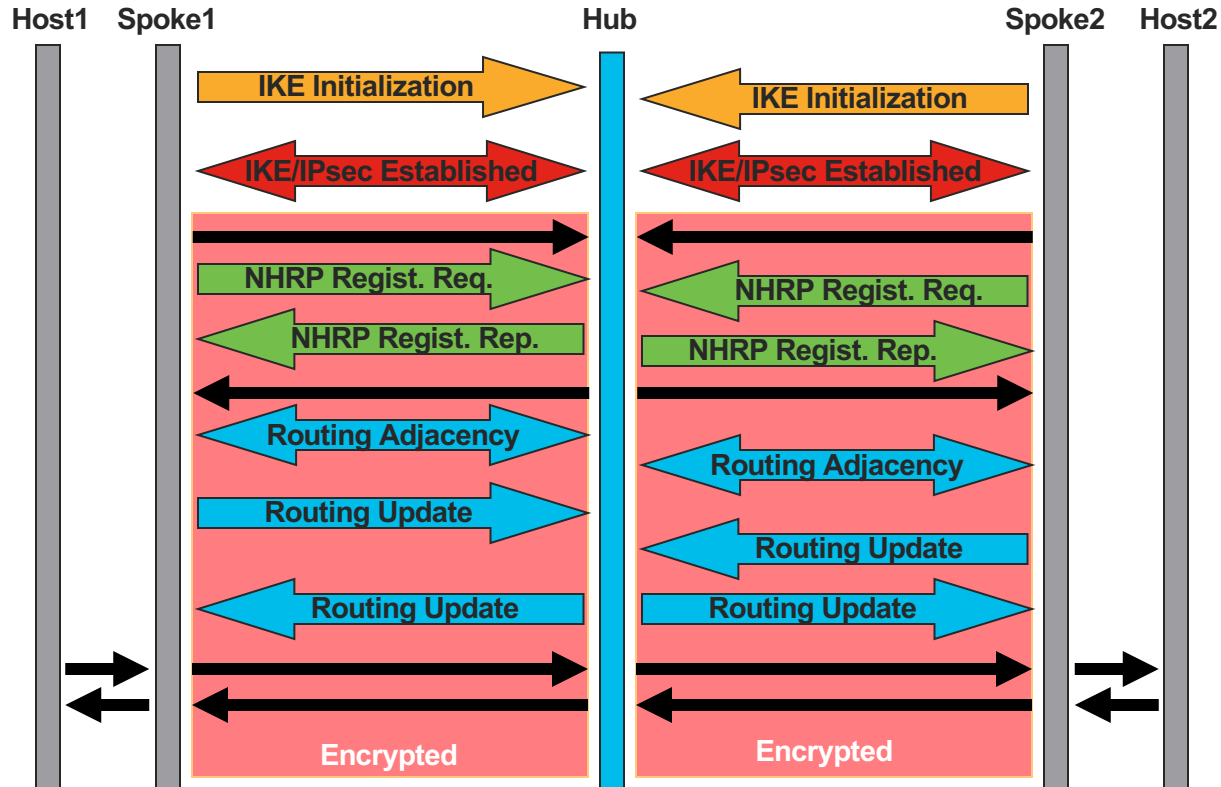 Host1
Spoke1
Hub
Spoke2
Host2
IKE Initialization
IKE Initialization
IKE/IPsec Established
IKE/IPsec Established
NHRP Regist. Req.
NHRP Regist. Req.
NHRP Regist. Rep.
NHRP Regist. Rep.
Routing Adjacency
Routing Adjacency
Routing Update
Routing Update
Routing Update
Routing Update
Encrypted
Encrypted